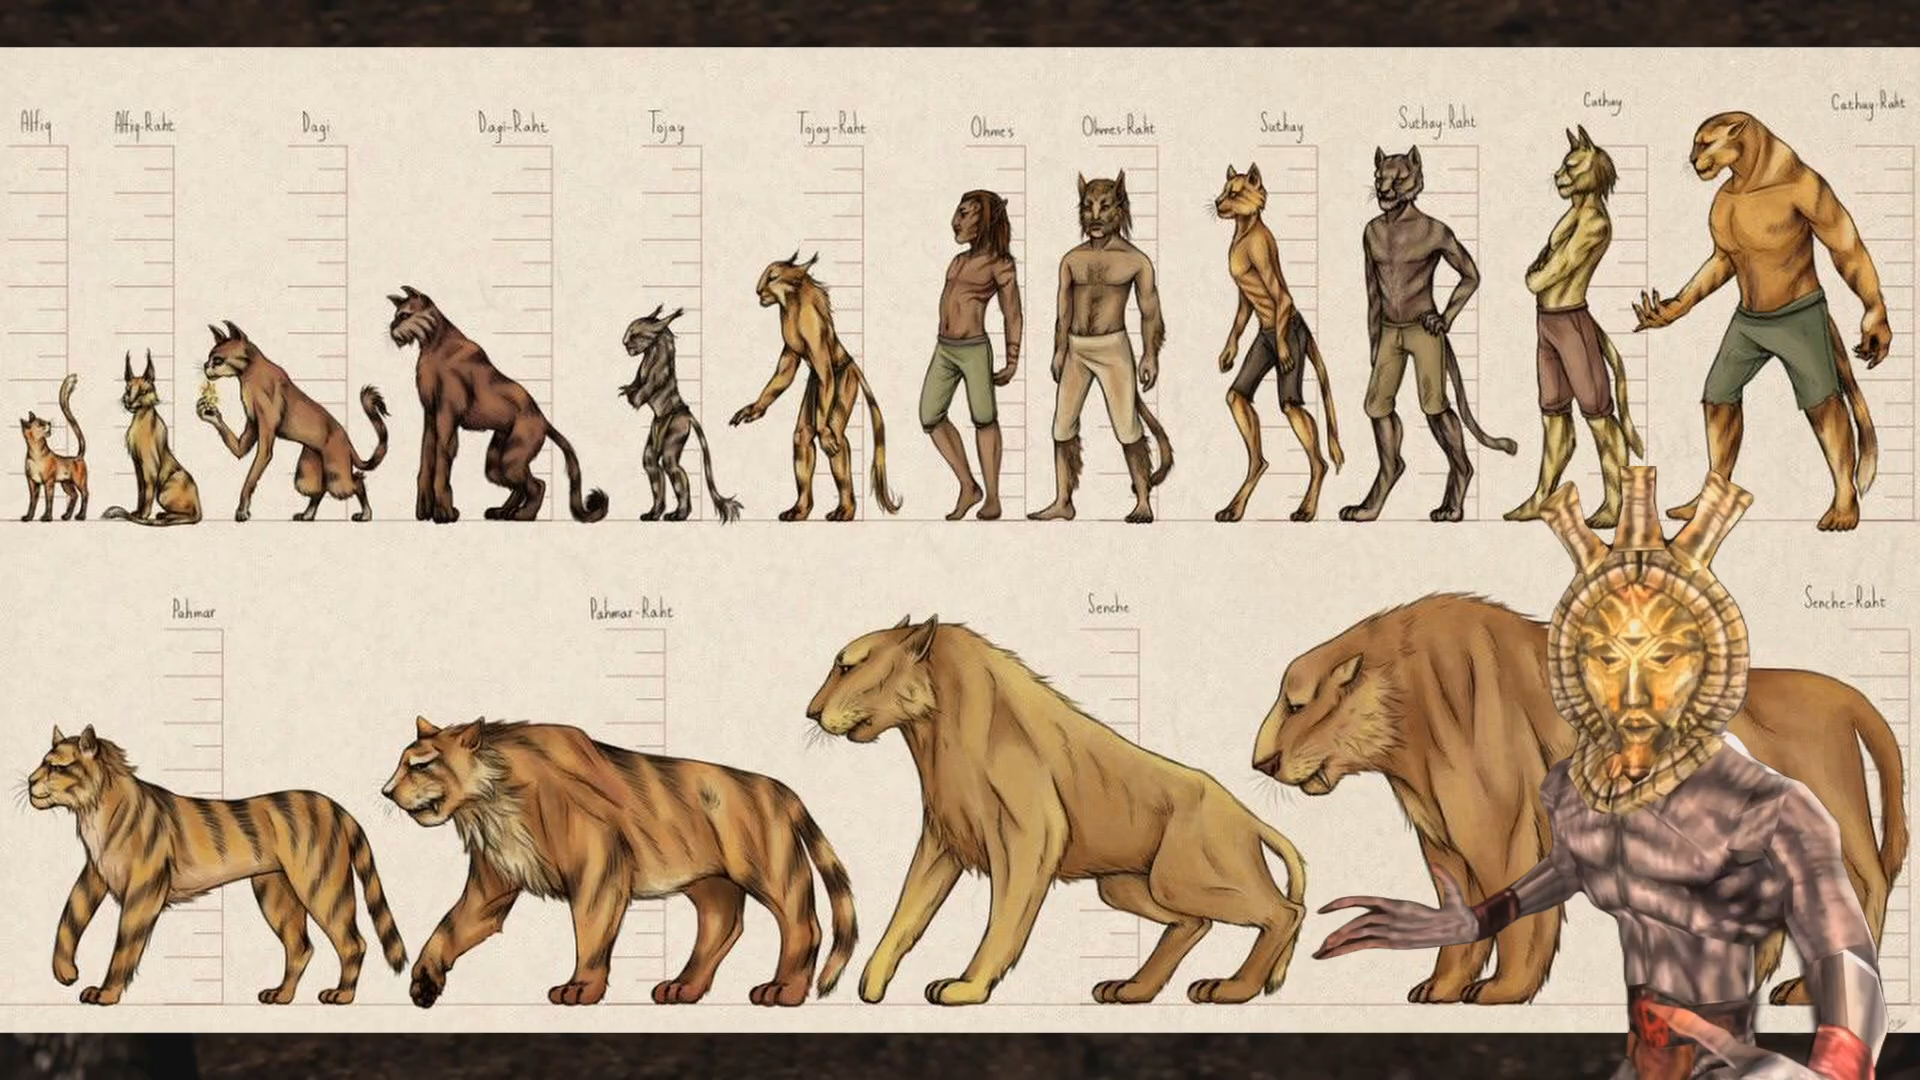 Alfiq
Alfiq-Raht
Dagi
Dagi-Raht
Tojay
Tojay-Raht
Ohmes
Ohmes-Raht
Suthay
Suthay-Raht
Cathay
Cathay-Raht
Pahmar
Pahmar-Raht
Senche
Senche-Raht